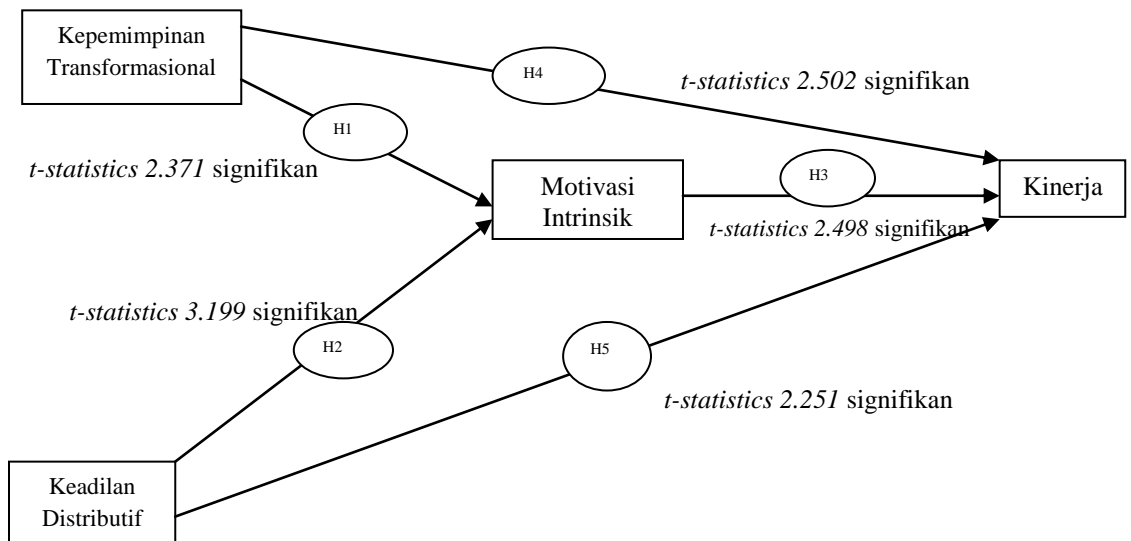 Kepemimpinan
Transformasional
H4
t-statistics 2.502 signifikan
H1
t-statistics 2.371 signifikan
Motivasi
Intrinsik
H3
Kinerja
t-statistics 2.498 signifikan
t-statistics 3.199 signifikan
H2
H5
t-statistics 2.251 signifikan
Keadilan
Distributif